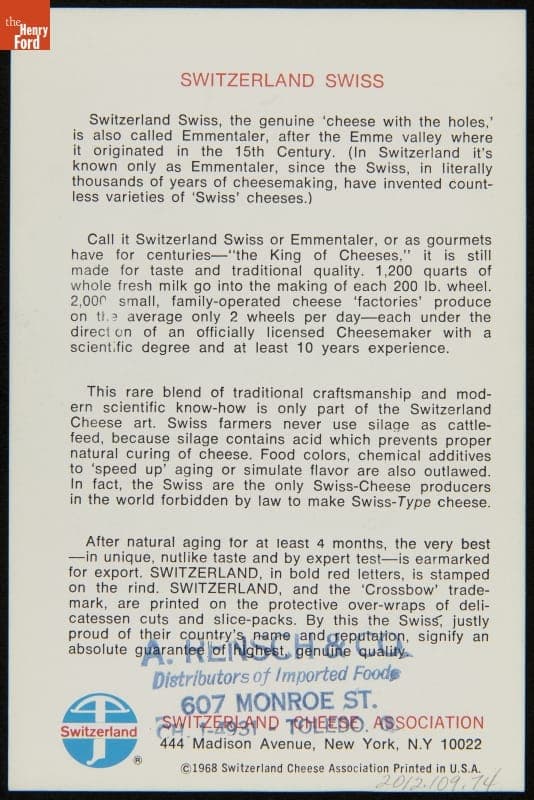 the
Henry
Ford
SWITZERLAND SWISS
Switzerland Swiss, the genuine 'cheese with the holes,'
is also called Emmentaler, after the Emme valley where
it originated in the 15th Century. (In Switzerland it's
known only as Emmentaler, since the Swiss, in literally
thousands of years of cheesemaking, have invented count-
less varieties of 'Swiss' cheeses.)
Call it Switzerland Swiss or Emmentaler, or as gourmets
have for centuries—"the King of Cheeses," it is still
made for taste and traditional quality. 1,200 quarts of
whole fresh milk go into the making of each 200 lb. wheel.
2,000 small, family-operated cheese 'factories' produce
on the average only 2 wheels per day—each under the
direction of an officially licensed Cheesemaker with a
scientific degree and at least 10 years experience.
This rare blend of traditional craftsmanship and mod-
ern scientific know-how is only part of the Switzerland
Cheese art. Swiss farmers never use silage as cattle-
feed, because silage contains acid which prevents proper
natural curing of cheese. Food colors, chemical additives
to 'speed up' aging or simulate flavor are also outlawed.
In fact, the Swiss are the only Swiss-Cheese producers
in the world forbidden by law to make Swiss-Type cheese.
After natural aging for at least 4 months, the very best
—in unique, nutlike taste and by expert test—is earmarked
for export. SWITZERLAND, in bold red letters, is stamped
on the rind. SWITZERLAND, and the 'Crossbow' trade-
mark, are printed on the protective over-wraps of deli-
catessen cuts and slice-packs. By this the Swiss, justly
proud of their country's name and reputation, signify an
absolute guarantee of highest, genuine quality.
A. RENSCH & CO.
Distributors of Imported Foods
607 MONROE ST.
CH. 1-4931 - TOLEDO, O
Switzerland
®
SWITZERLAND CHEESE ASSOCIATION
444 Madison Avenue, New York, N.Y 10022
©1968 Switzerland Cheese Association Printed in U.S.A.
2012.109.74